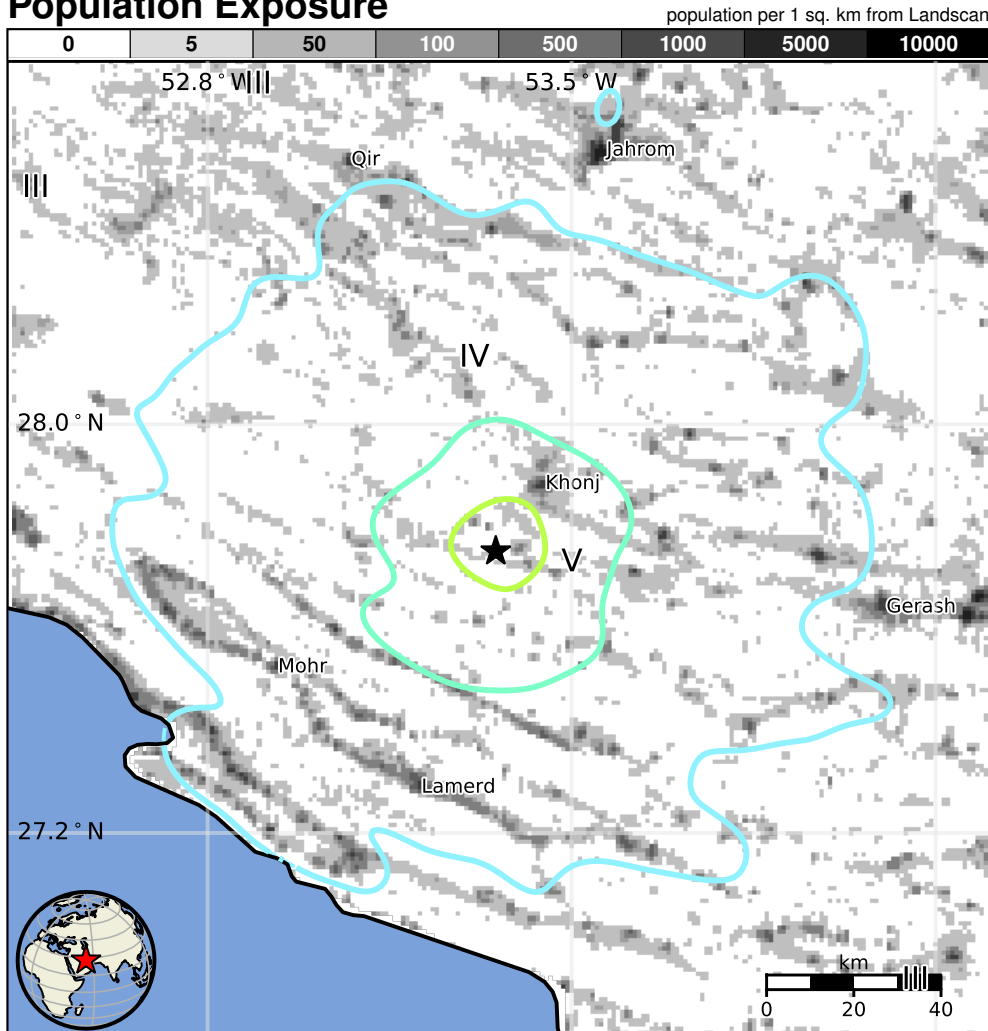 Population Exposure
population per 1 sq. km from Landscan
0 5 50 100 500 1000 5000 10000
52.8°W III 53.5°W
Jahrom
Qir
III
IV
28.0°N
Khonj
V
Gerash
Mohr
Lamerd
27.2°N
km
III
0 20 40